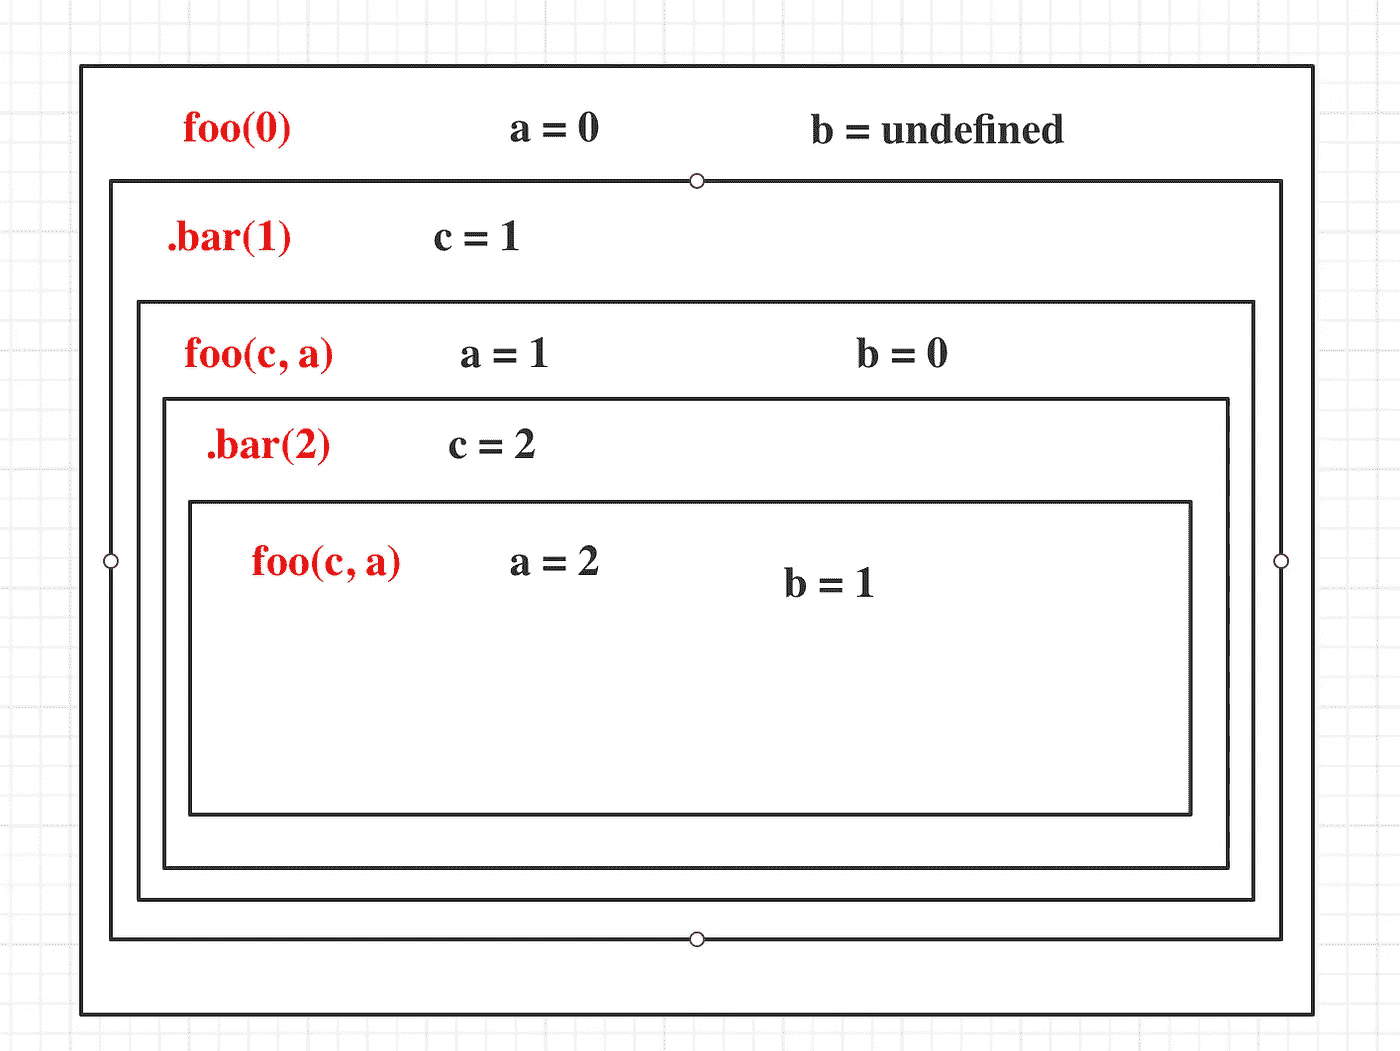 foo(0) a = 0 b = undefined
.bar(1) c = 1
foo(c, a) a = 1 b = 0
.bar(2) c = 2
foo(c, a) a = 2 b = 1